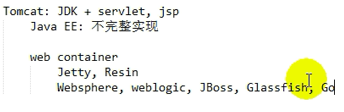 Tomcat: JDK + servlet, jsp
Java EE: 不完整实现
web container
Jetty, Resin
Websphere, weblogic, JBoss, Glassfish, Go